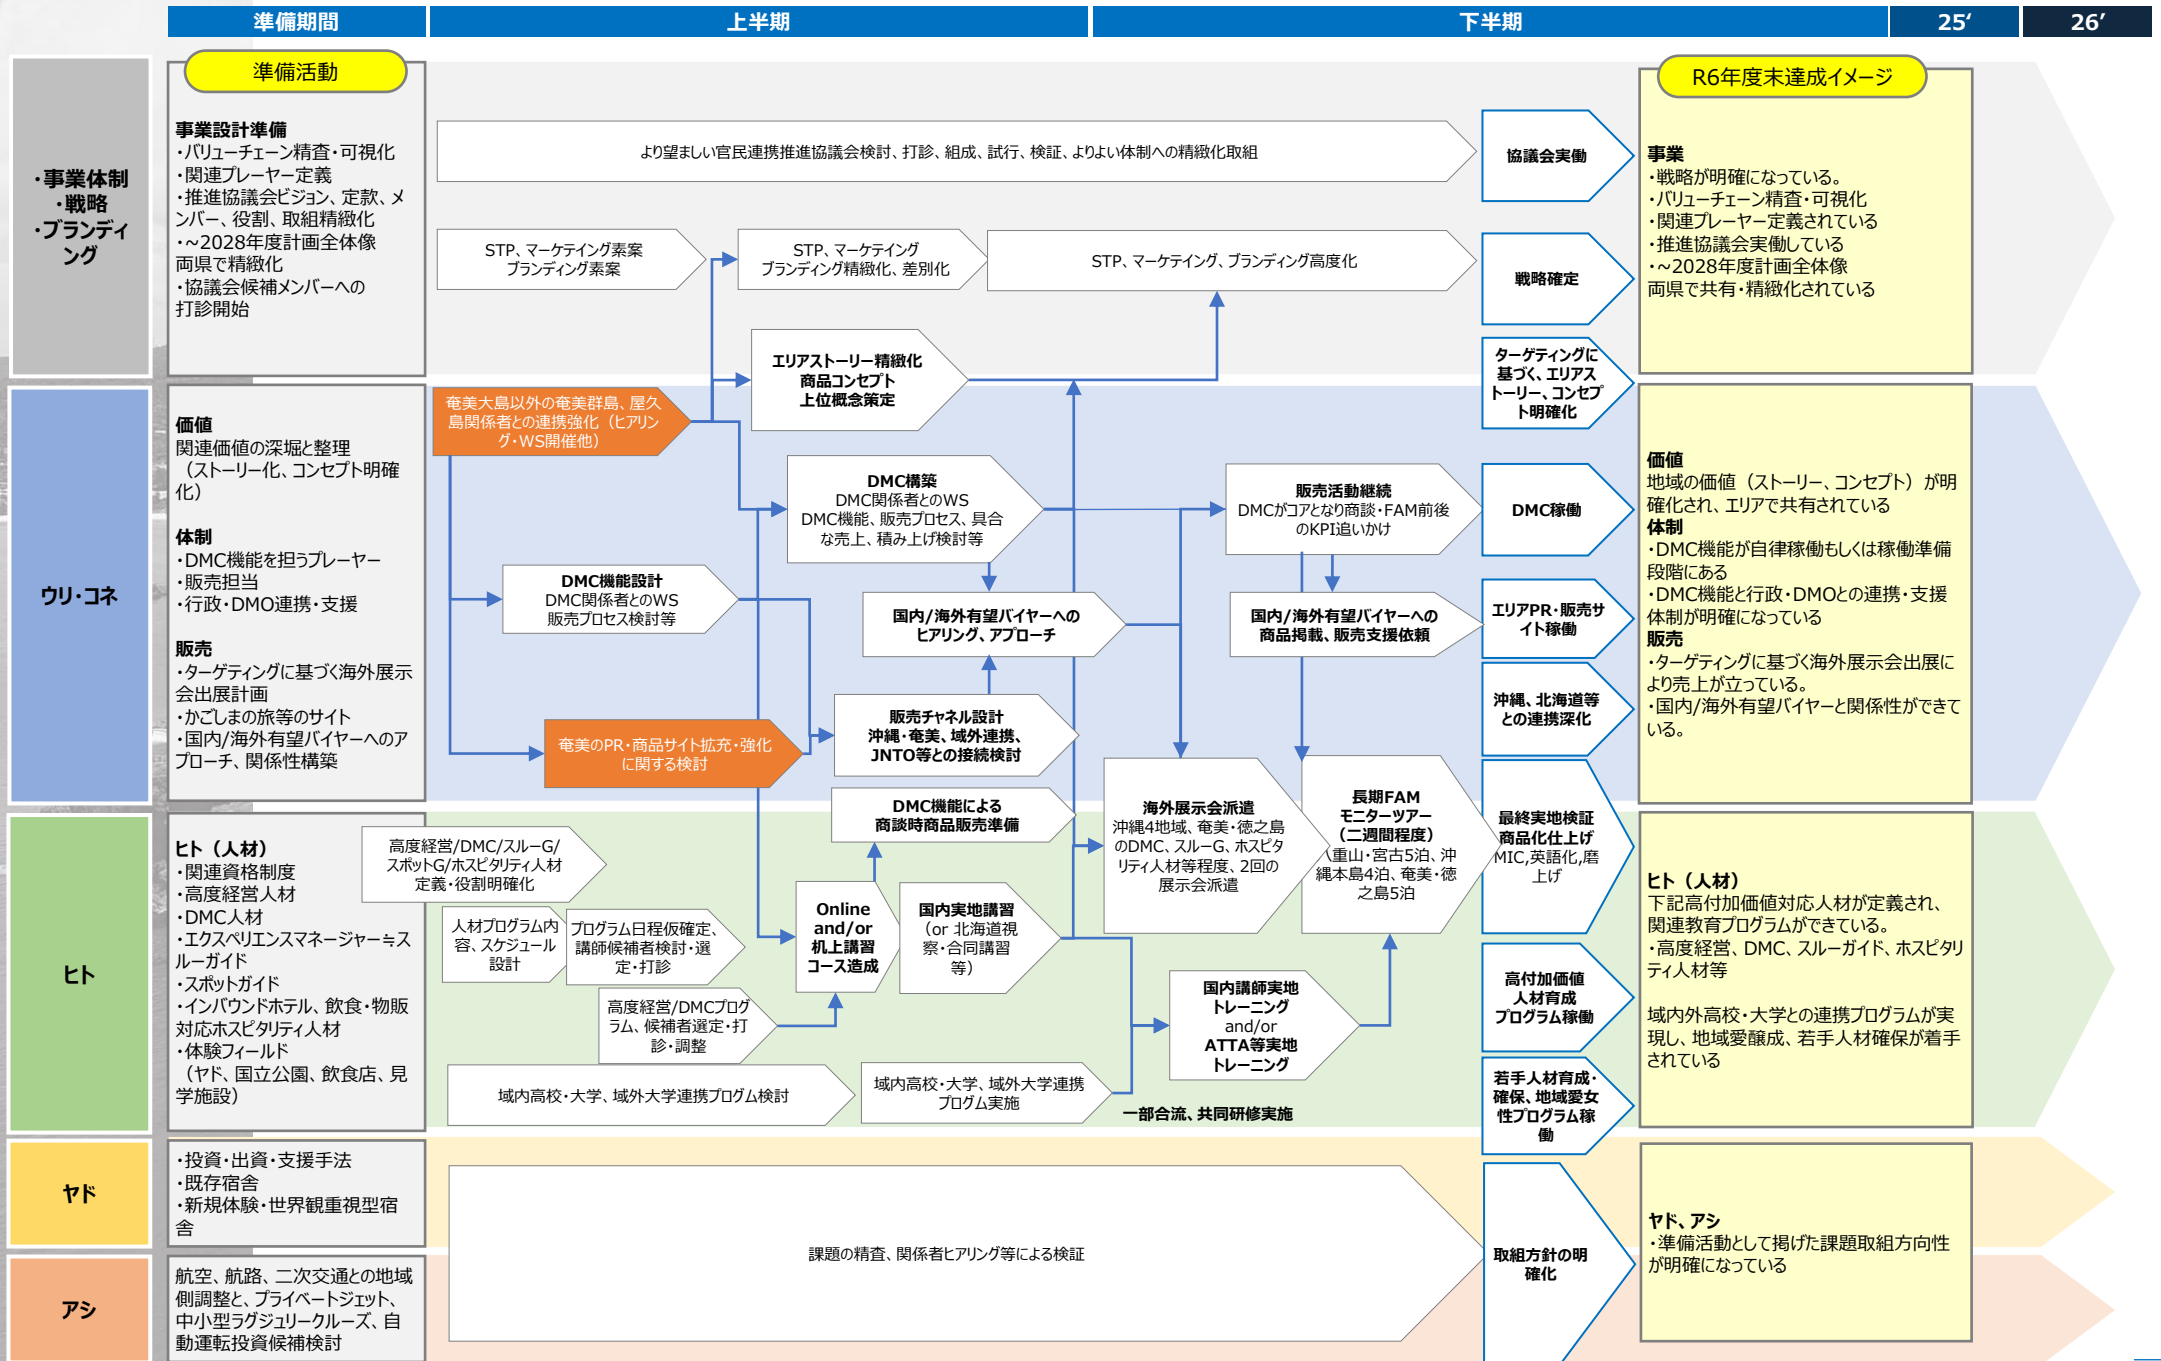 準備期間
上半期
下半期
25‘
26’
・事業体制
・戦略
・ブランディ
ング
準備活動
事業設計準備
・バリューチェーン精査・可視化
・関連プレーヤー定義
・推進協議会ビジョン、定款、メ
ンバー、役割、取組精緻化
・~2028年度計画全体像
両県で精緻化
・協議会候補メンバーへの
打診開始
より望ましい官民連携推進協議会検討、打診、組成、試行、検証、よりよい体制への精緻化取組
協議会実働
STP、マーケテイング素案
ブランディング素案
STP、マーケテイング
ブランディング精緻化、差別化
STP、マーケテイング、ブランディング高度化
戦略確定
エリアストーリー精緻化
商品コンセプト
上位概念策定
ターゲティングに
基づく、エリアス
トーリー、コンセプ
ト明確化
R6年度末達成イメージ
事業
・戦略が明確になっている。
・バリューチェーン精査・可視化
・関連プレーヤー定義されている
・推進協議会実働している
・~2028年度計画全体像
両県で共有・精緻化されている
ウリ・コネ
価値
関連価値の深堀と整理
（ストーリー化、コンセプト明確
化）
体制
・DMC機能を担うプレーヤー
・販売担当
・行政・DMO連携・支援
販売
・ターゲティングに基づく海外展示
会出展計画
・かごしまの旅等のサイト
・国内/海外有望バイヤーへのア
プローチ、関係性構築
奄美大島以外の奄美群島、屋久
島関係者との連携強化（ヒアリン
グ・WS開催他）
DMC機能設計
DMC関係者とのWS
販売プロセス検討等
奄美のPR・商品サイト拡充・強化
に関する検討
DMC構築
DMC関係者とのWS
DMC機能、販売プロセス、具合
な売上、積み上げ検討等
国内/海外有望バイヤーへの
ヒアリング、アプローチ
販売チャネル設計
沖縄・奄美、域外連携、
JNTO等との接続検討
DMC機能による
商談時商品販売準備
販売活動継続
DMCがコアとなり商談・FAM前後
のKPI追いかけ
国内/海外有望バイヤーへの
商品掲載、販売支援依頼
海外展示会派遣
沖縄4地域、奄美・徳之島
のDMC、スルーG、ホスピタ
リティ人材等程度、2回の
展示会派遣
長期FAM
モニターツアー
（二週間程度）
重山・宮古5泊、沖
縄本島4泊、奄美・徳
之島5泊
DMC稼働
エリアPR・販売サ
イト稼働
沖縄、北海道等
との連携深化
最終実地検証
商品化仕上げ
MIC,英語化,磨
上げ
価値
地域の価値（ストーリー、コンセプト）が明
確化され、エリアで共有されている
体制
・DMC機能が自律稼働もしくは稼働準備
段階にある
・DMC機能と行政・DMOとの連携・支援
体制が明確になっている
販売
・ターゲティングに基づく海外展示会出展に
より売上が立っている。
・国内/海外有望バイヤーと関係性ができて
いる。
ヒト
ヒト（人材）
・関連資格制度
・高度経営人材
・DMC人材
・エクスペリエンスマネージャー≒ス
ルーガイド
・スポットガイド
・インバウンドホテル、飲食・物販
対応ホスピタリティ人材
・体験フィールド
（ヤド、国立公園、飲食店、見
学施設）
高度経営/DMC/スルーG/
スポットG/ホスピタリティ人材
定義・役割明確化
人材プログラム内
容、スケジュール
設計
プログラム日程仮確定、
講師候補者検討・選
定・打診
高度経営/DMCプログ
ラム、候補者選定・打
診・調整
Online
and/or
机上講習
コース造成
国内実地講習
（or 北海道視
察・合同講習
等）
域内高校・大学、域外大学連携プログム検討
域内高校・大学、域外大学連携
プログム実施
国内講師実地
トレーニング
and/or
ATTA等実地
トレーニング
一部合流、共同研修実施
高付加価値
人材育成
プログラム稼働
若手人材育成・
確保、地域愛女
性プログラム稼
働
ヒト（人材）
下記高付加価値対応人材が定義され、
関連教育プログラムができている。
・高度経営、DMC、スルーガイド、ホスピタリ
ティ人材等
域内外高校・大学との連携プログラムが実
現し、地域愛醸成、若手人材確保が着手
されている
ヤド
・投資・出資・支援手法
・既存宿舎
・新規体験・世界観重視型宿
舎
課題の精査、関係者ヒアリング等による検証
取組方針の明
確化
ヤド、アシ
・準備活動として掲げた課題取組方向性
が明確になっている
アシ
航空、航路、二次交通との地域
側調整と、プライベートジェット、
中小型ラグジュリークルーズ、自
動運転投資候補検討